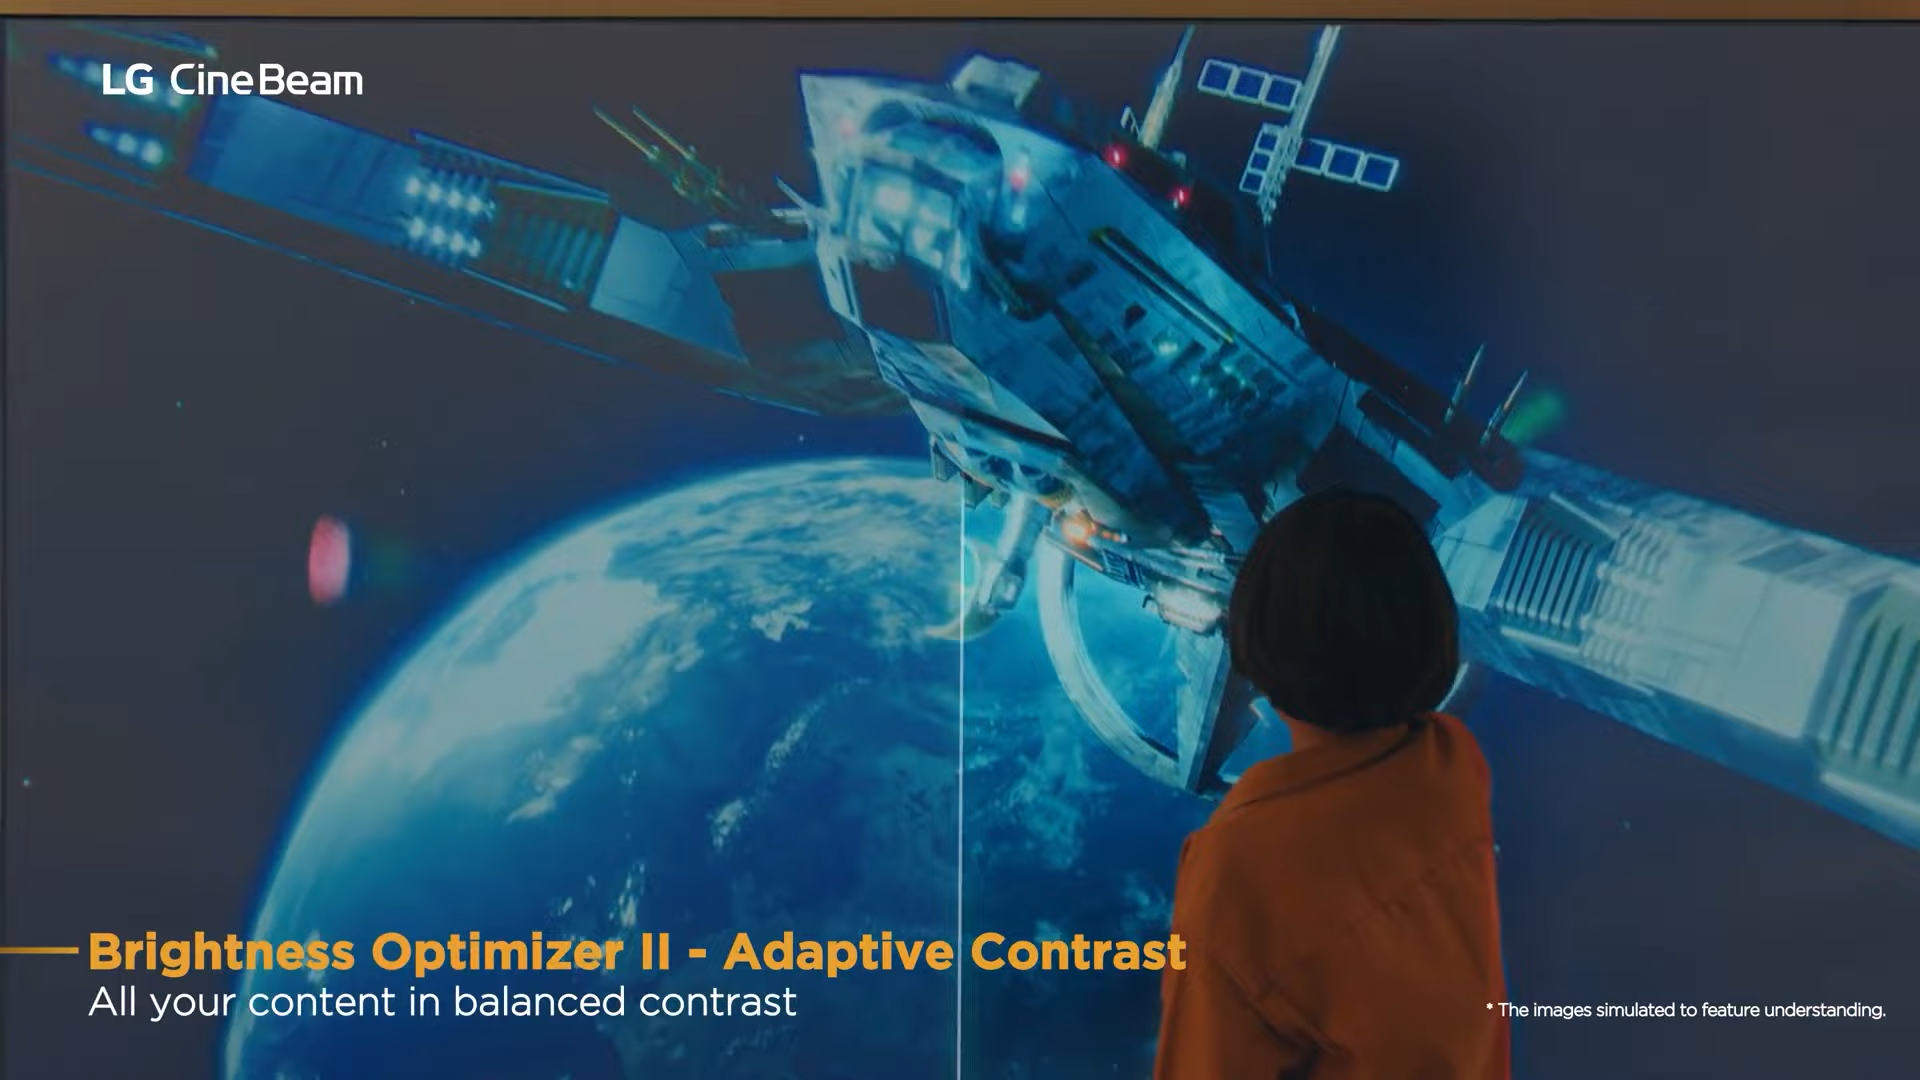 LG CineBeam
Brightness Optimizer II - Adaptive Contrast
All your content in balanced contrast
* The images simulated to feature understanding.